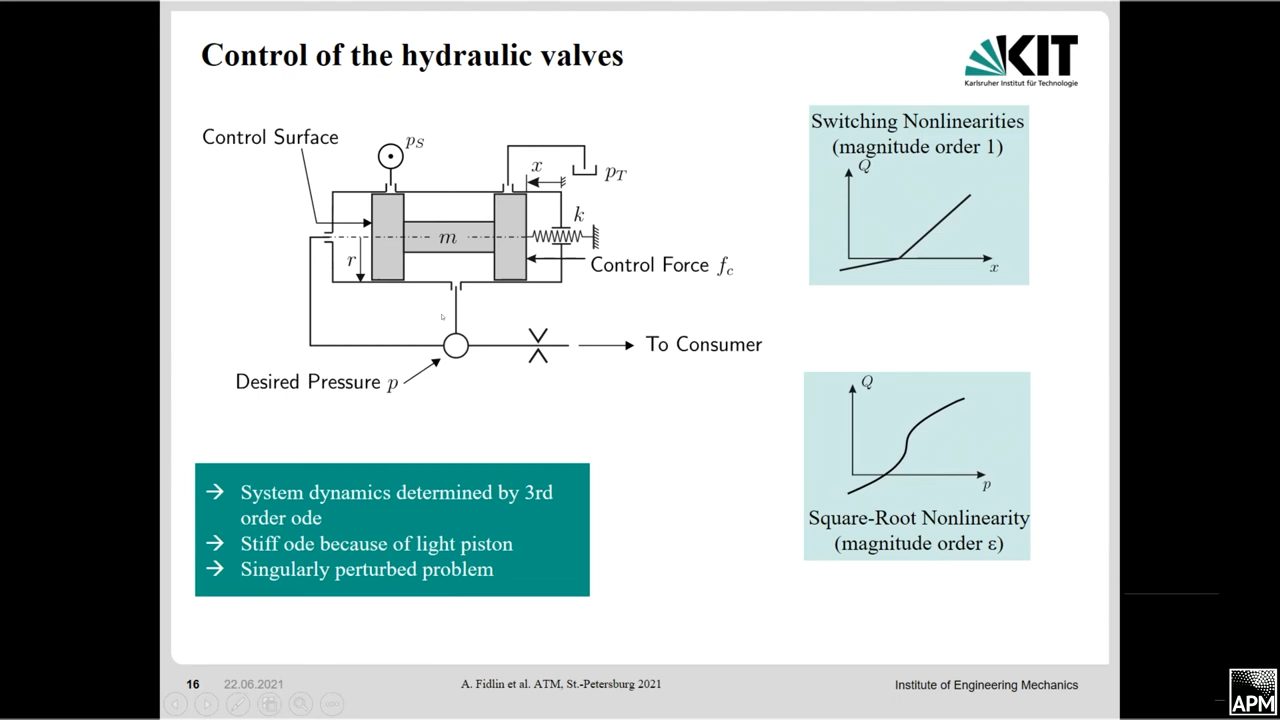 Control of the hydraulic valves
KIT
Karlsruher Institut für Technologie
Control Surface
p_S
x
p_T
k
m
r
Control Force f_c
To Consumer
Desired Pressure p
Switching Nonlinearities
(magnitude order 1)
Q
x
Q
p
Square-Root Nonlinearity
(magnitude order ε)
→ System dynamics determined by 3rd
order ode
→ Stiff ode because of light piston
→ Singularly perturbed problem
16
22.06.2021
A. Fidlin et al. ATM, St.-Petersburg 2021
Institute of Engineering Mechanics
APM